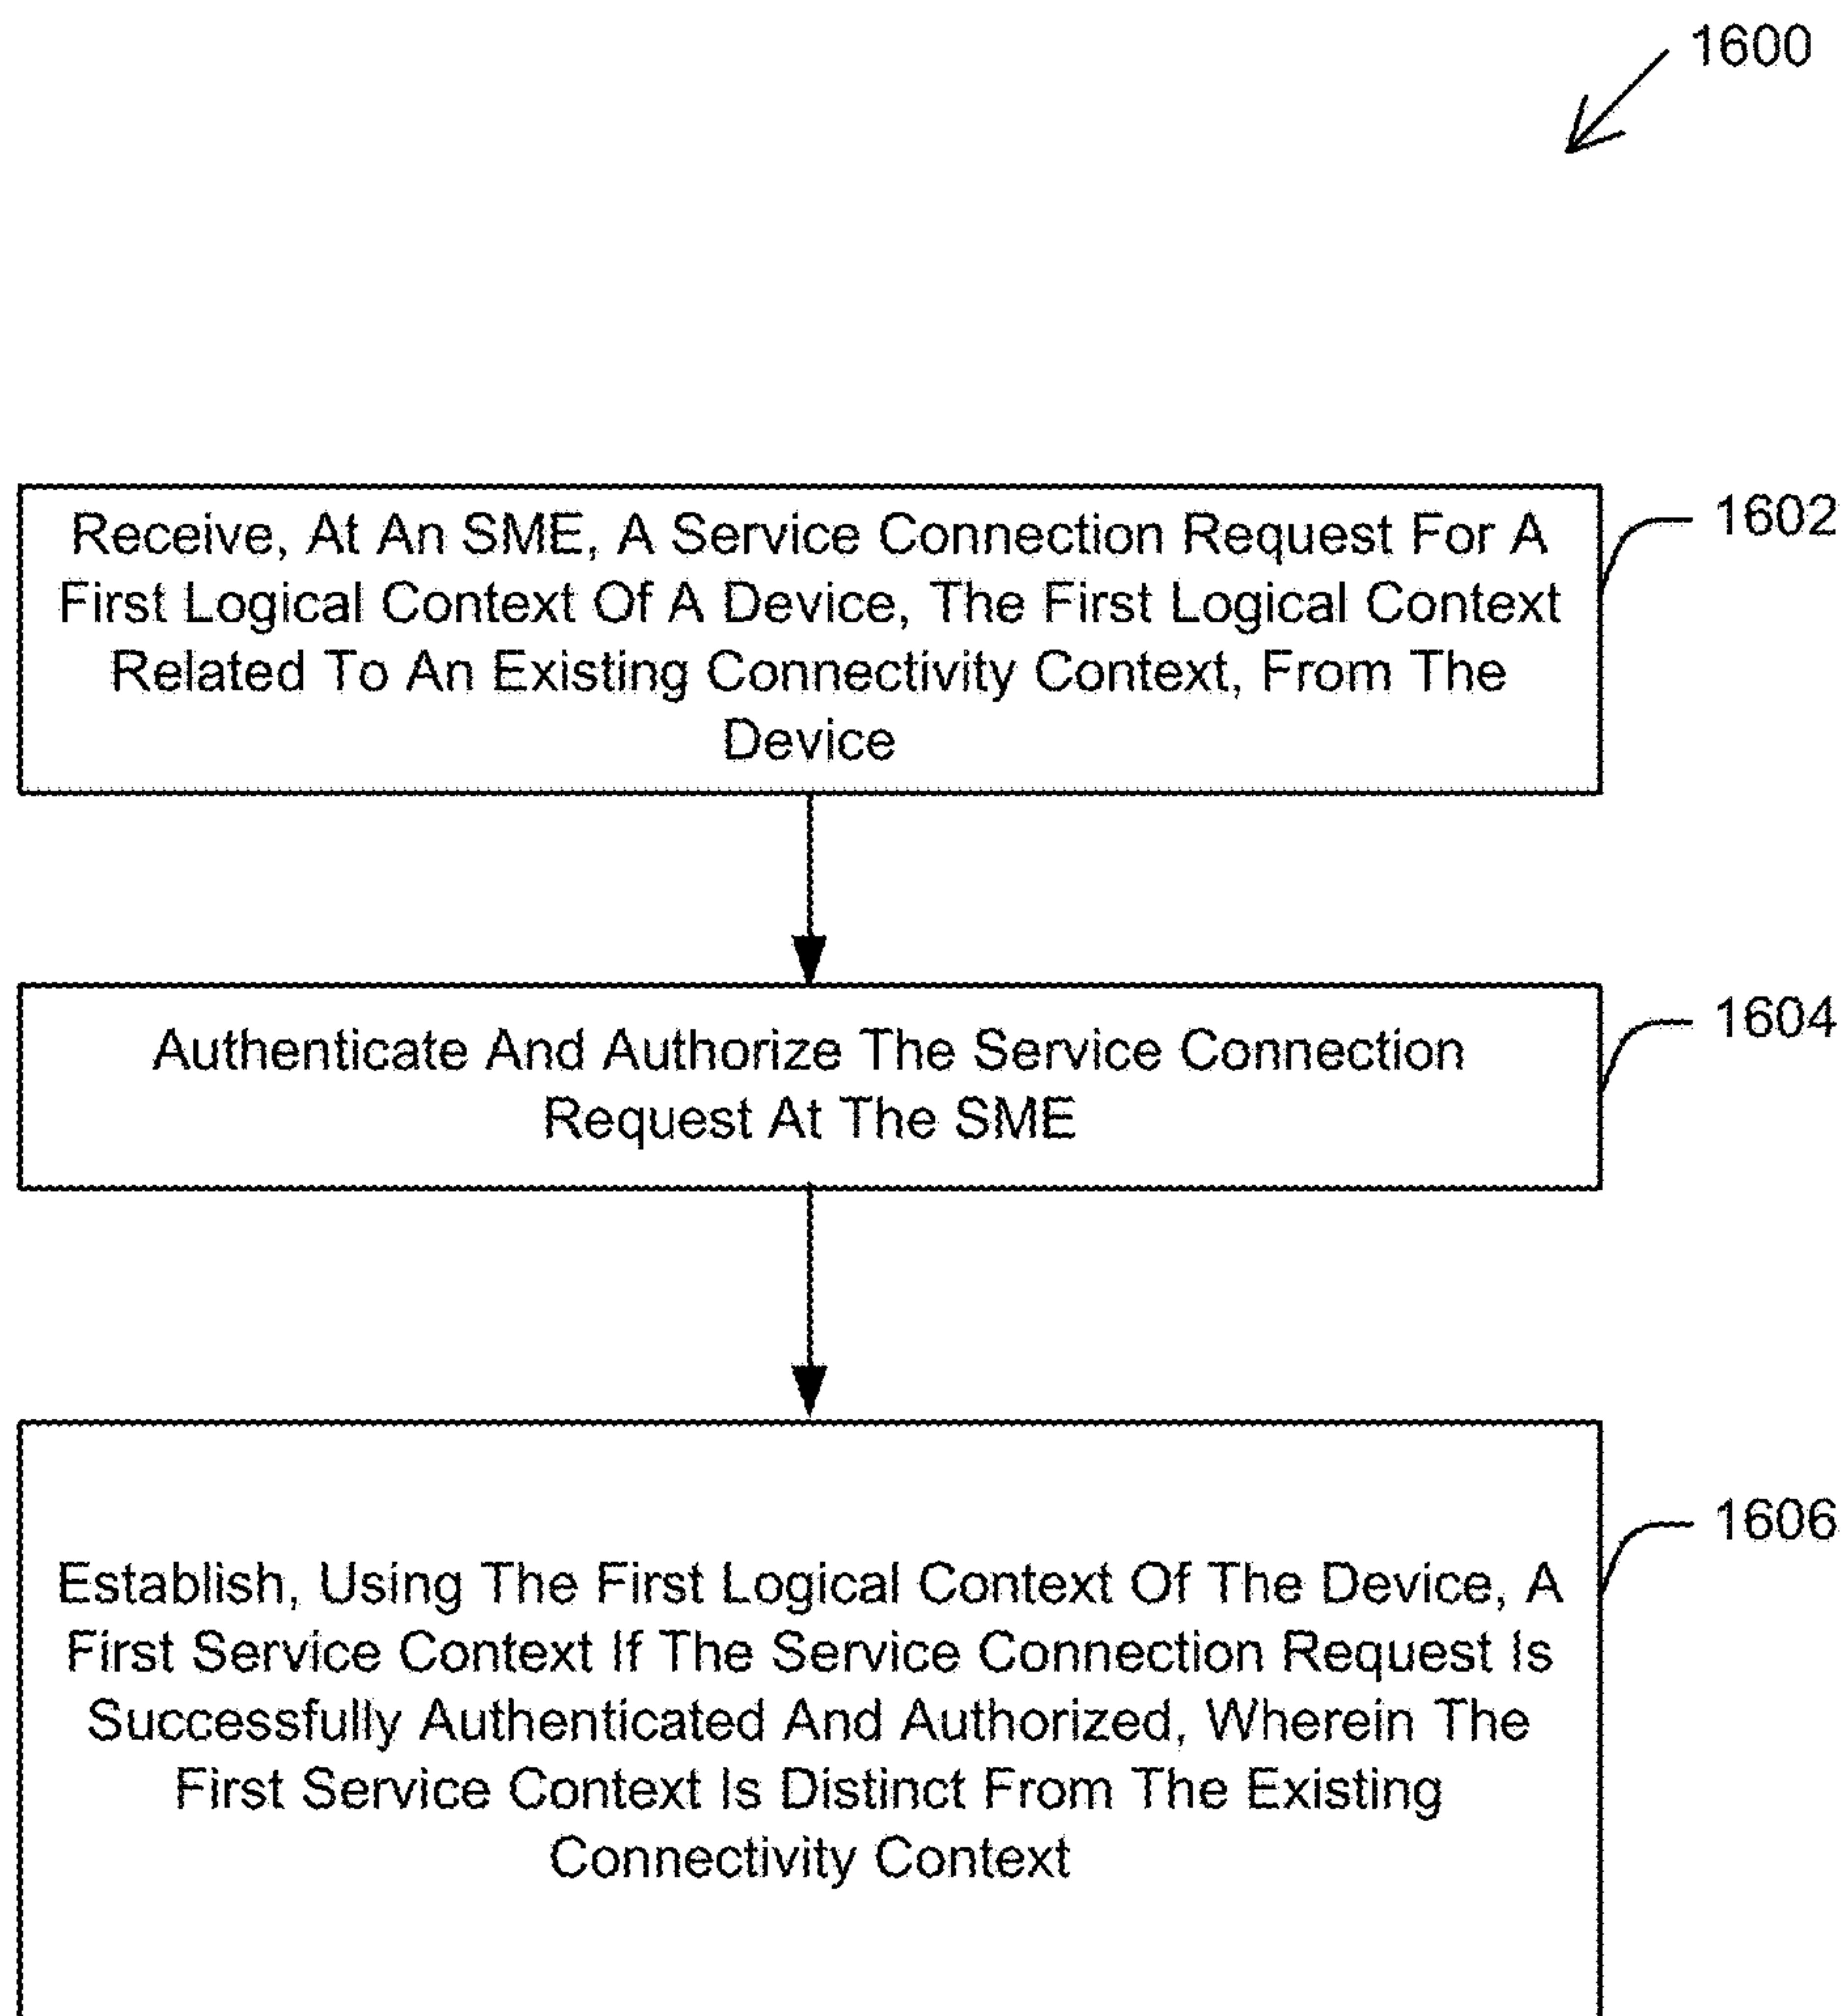 1600
Receive, At An SME, A Service Connection Request For A
First Logical Context Of A Device, The First Logical Context
Related To An Existing Connectivity Context, From The
Device
1602
Authenticate And Authorize The Service Connection
Request At The SME
1604
Establish, Using The First Logical Context Of The Device, A
First Service Context If The Service Connection Request Is
Successfully Authenticated And Authorized, Wherein The
First Service Context Is Distinct From The Existing
Connectivity Context
1606